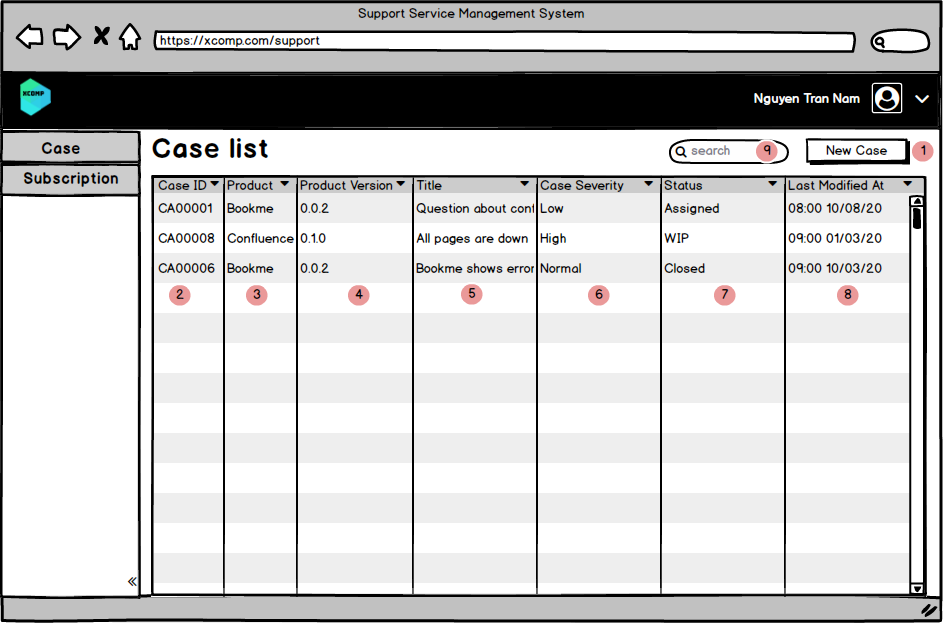 Support Service Management System
https://xcomp.com/support
XCOMP
Nguyen Tran Nam
Case
Subscription
Case list
search 9
New Case 1
Case ID Product Product Version Title Case Severity Status Last Modified At
CA00001 Bookme 0.0.2 Question about conf Low Assigned 08:00 10/08/20
CA00008 Confluence 0.1.0 All pages are down High WIP 09:00 01/03/20
CA00006 Bookme 0.0.2 Bookme shows error Normal Closed 09:00 10/03/20
2 3 4 5 6 7 8
«